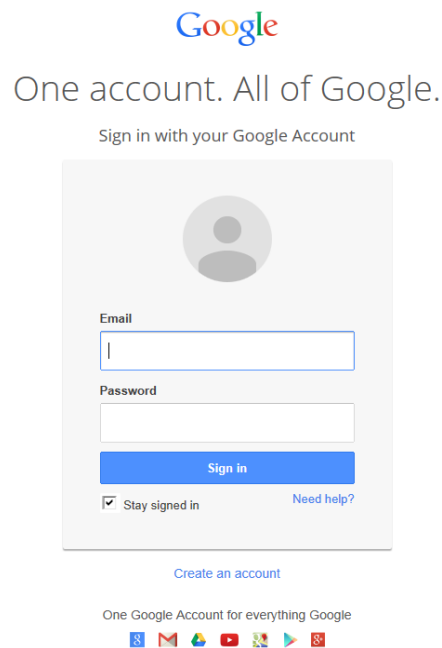 Google
One account. All of Google.
Sign in with your Google Account
Email
Password
Sign in
Stay signed in
Need help?
Create an account
One Google Account for everything Google